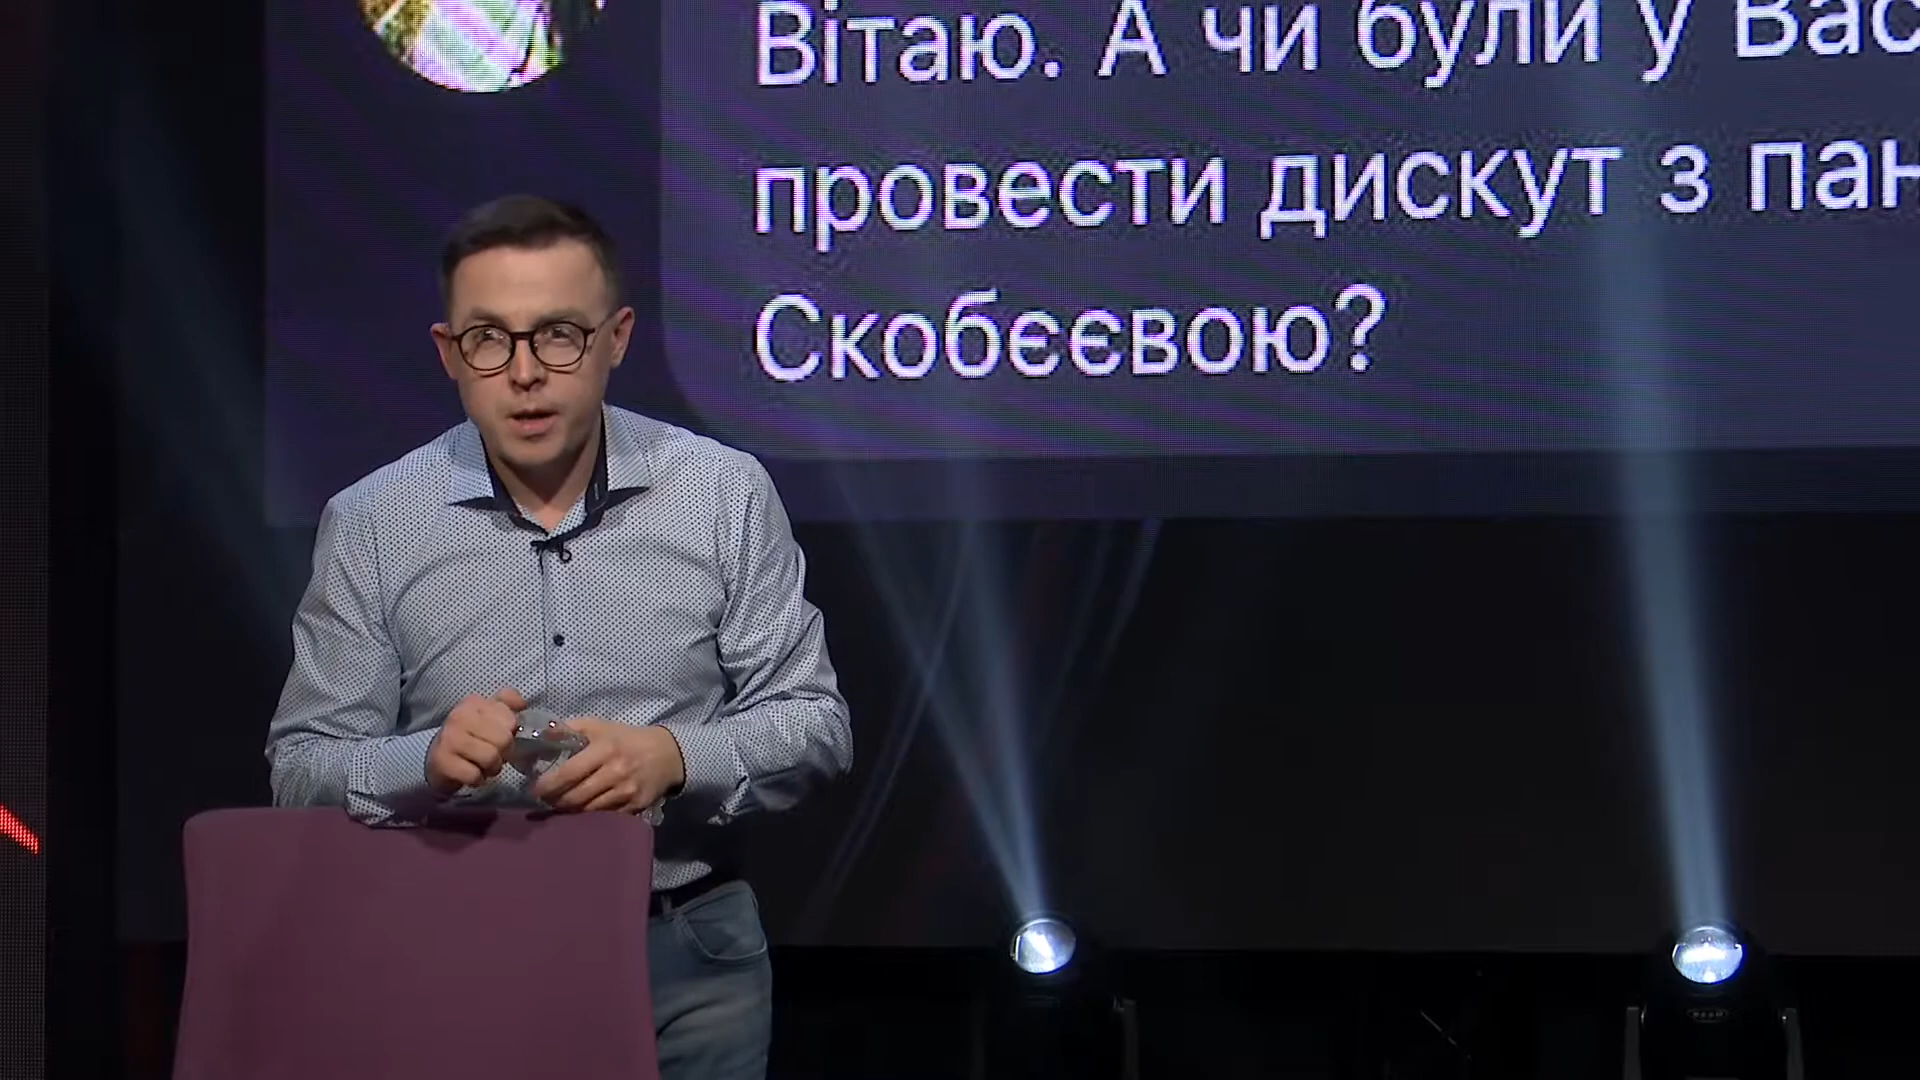 Вітаю. А чи були у Вас
провести дискут з пан
Скобєєвою?